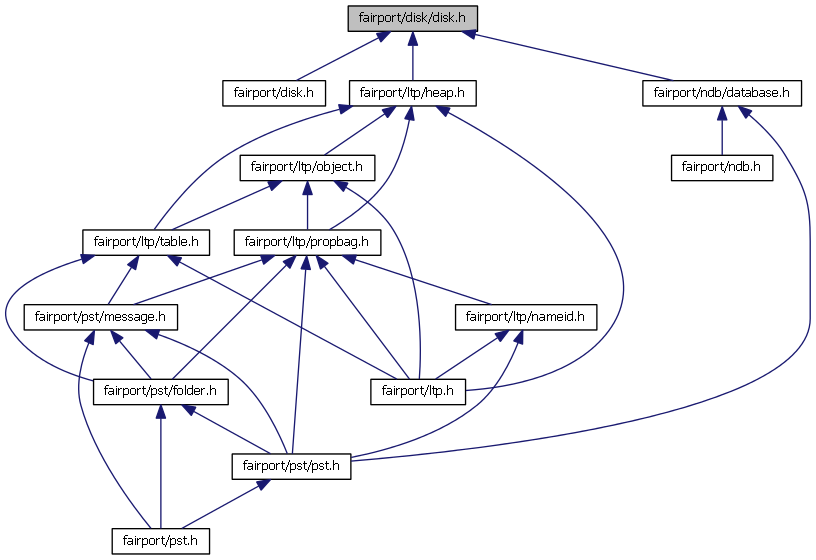 fairport/disk/disk.h
fairport/disk.h
fairport/ltp/heap.h
fairport/ndb/database.h
fairport/ltp/object.h
fairport/ndb.h
fairport/ltp/table.h
fairport/ltp/propbag.h
fairport/pst/message.h
fairport/ltp/nameid.h
fairport/pst/folder.h
fairport/ltp.h
fairport/pst/pst.h
fairport/pst.h